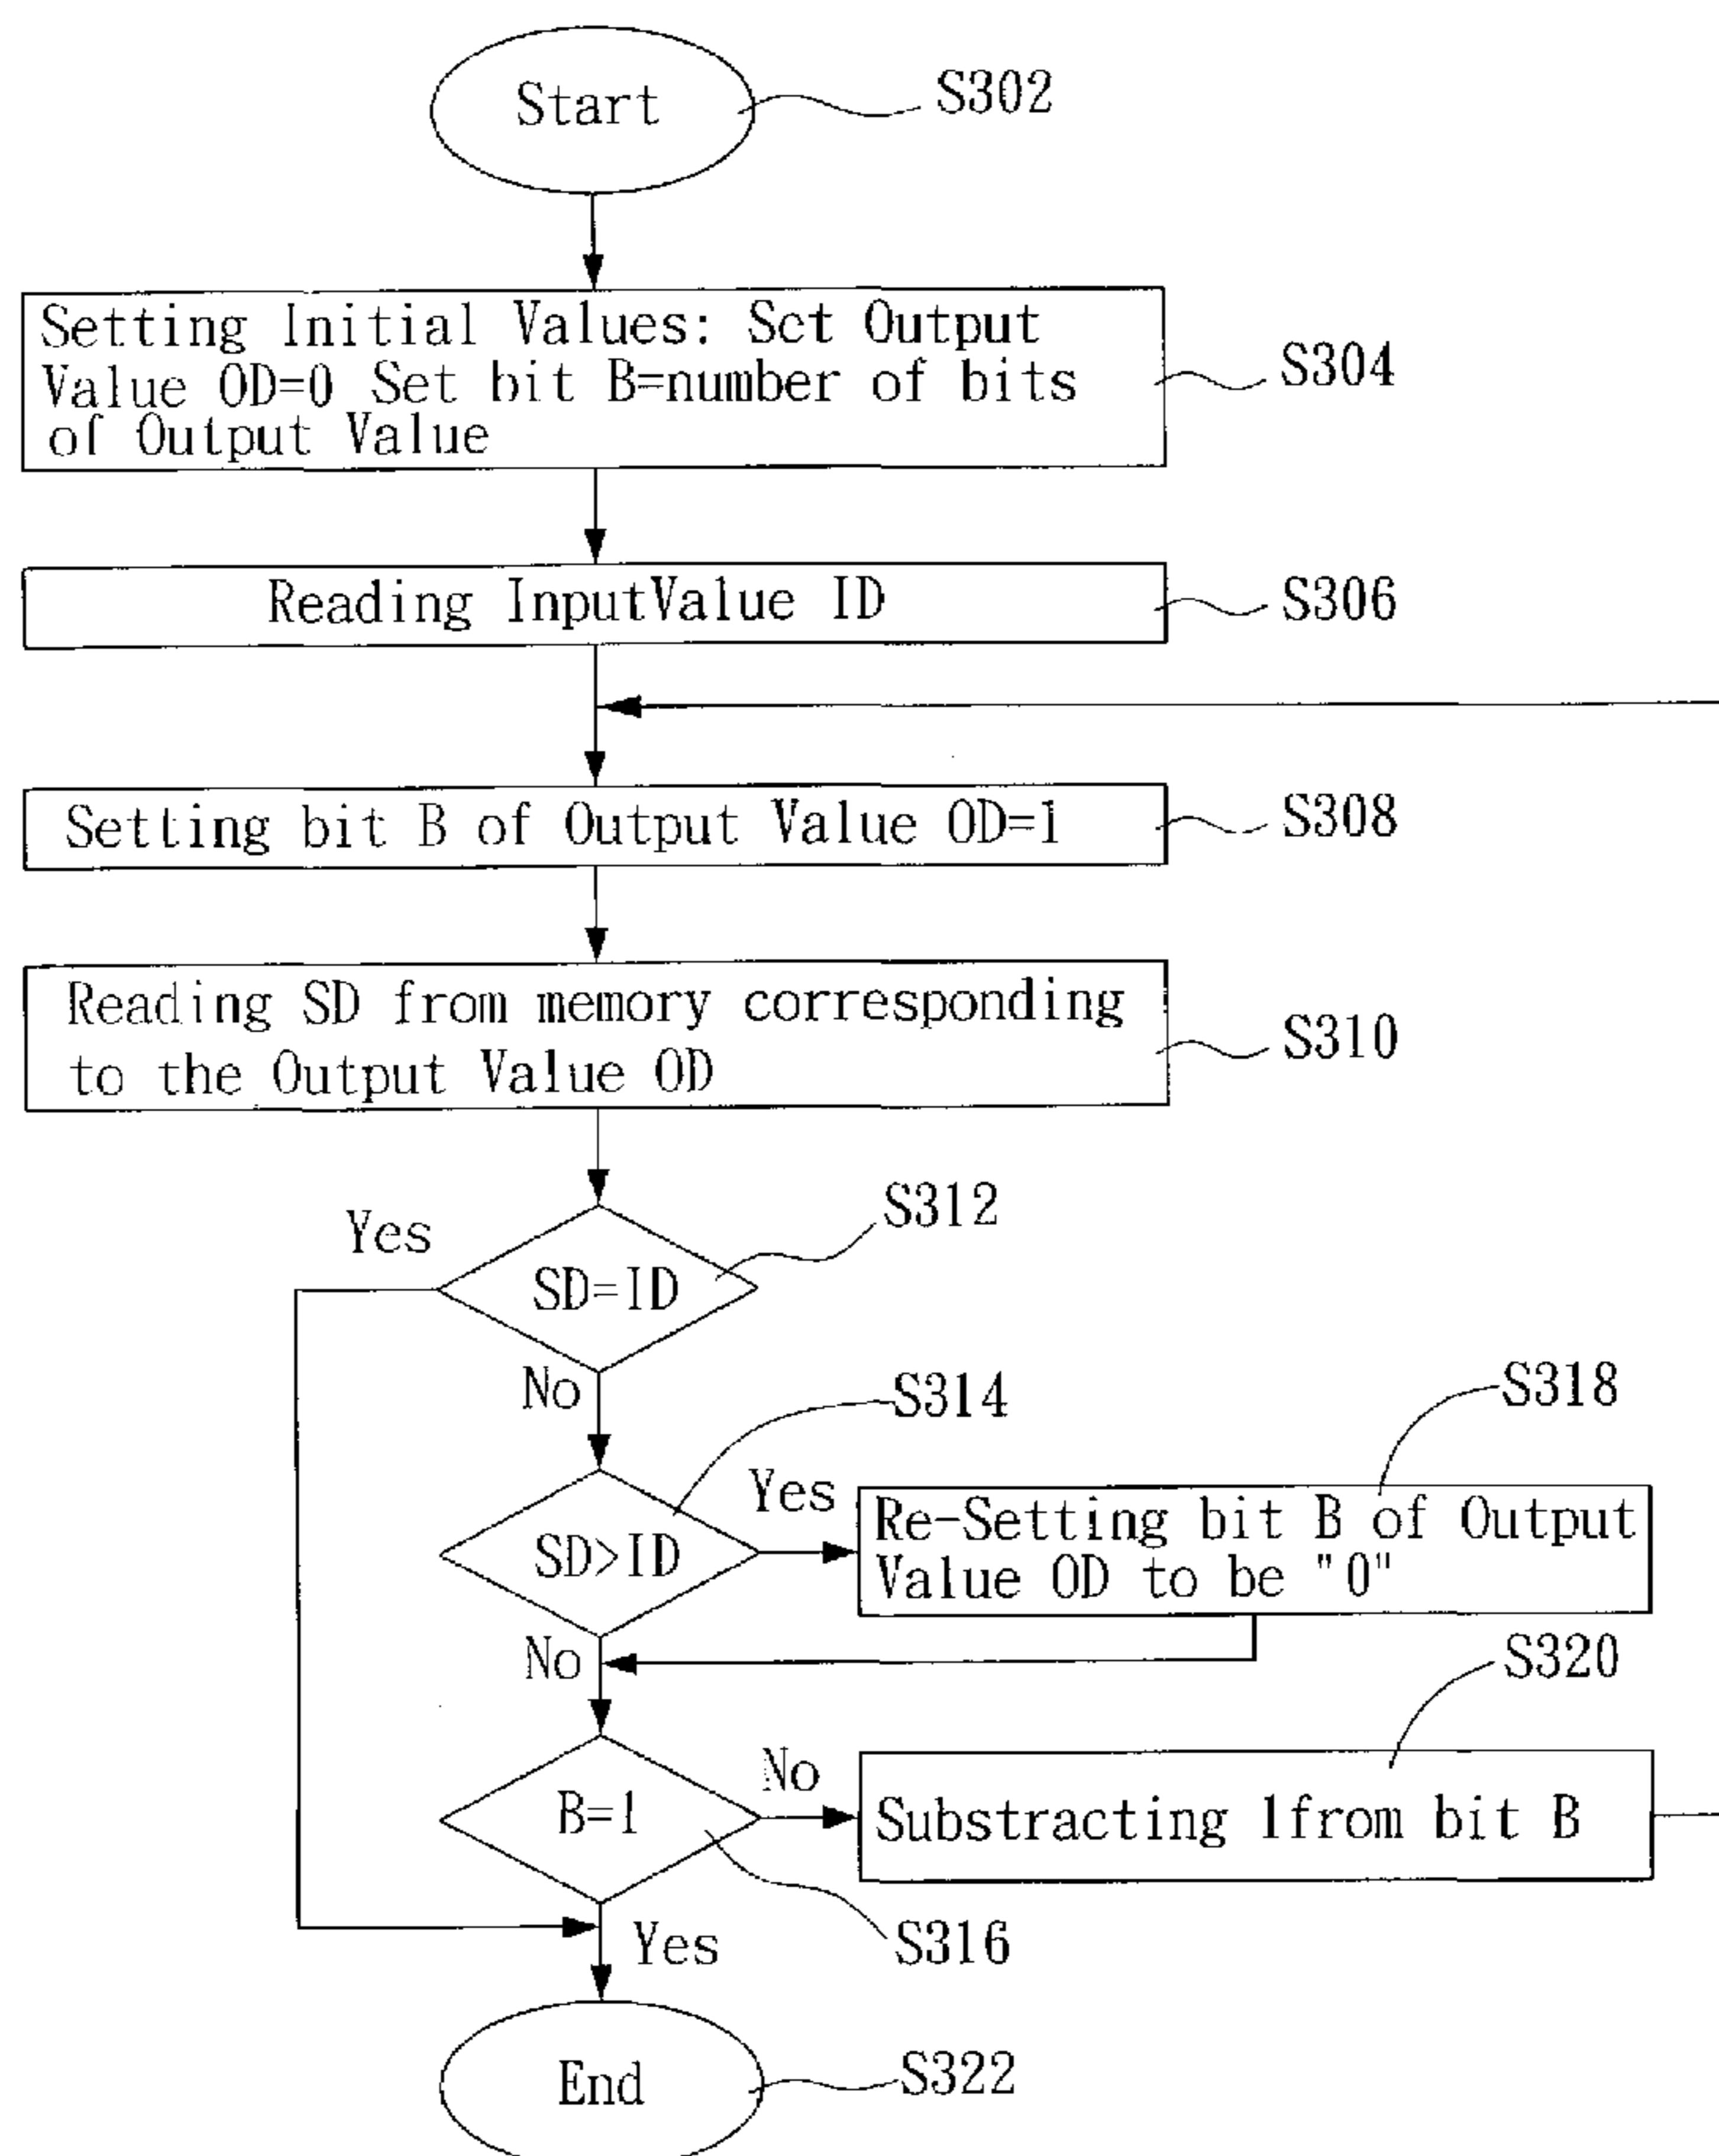 Start
S302
Setting Initial Values: Set Output
Value OD=0 Set bit B=number of bits
of Output Value
S304
Reading InputValue ID
S306
Setting bit B of Output Value OD=1
S308
Reading SD from memory corresponding
to the Output Value OD
S310
Yes
S312
SD=ID
No
S314
S318
Yes
SD>ID
Re-Setting bit B of Output
Value OD to be "0"
No
S320
No
B=1
Substracting 1from bit B
Yes
S316
End
S322